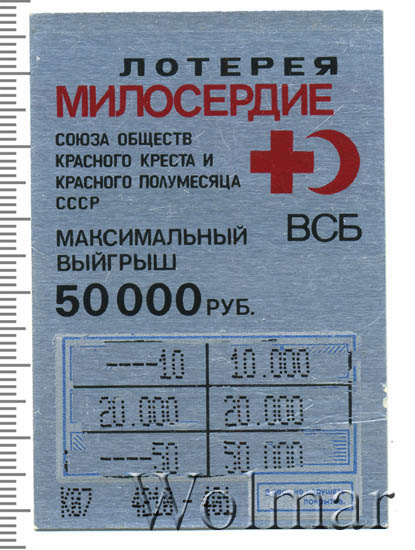 ЛОТЕРЕЯ
МИЛОСЕРДИЕ
СОЮЗА ОБЩЕСТВ
КРАСНОГО КРЕСТА И
КРАСНОГО ПОЛУМЕСЯЦА
СССР
ВСБ
МАКСИМАЛЬНЫЙ
ВЫЙГРЫШ
50 000 РУБ.
----10 10.000
20.000 20.000
----50 50.000
К07
Wolmar